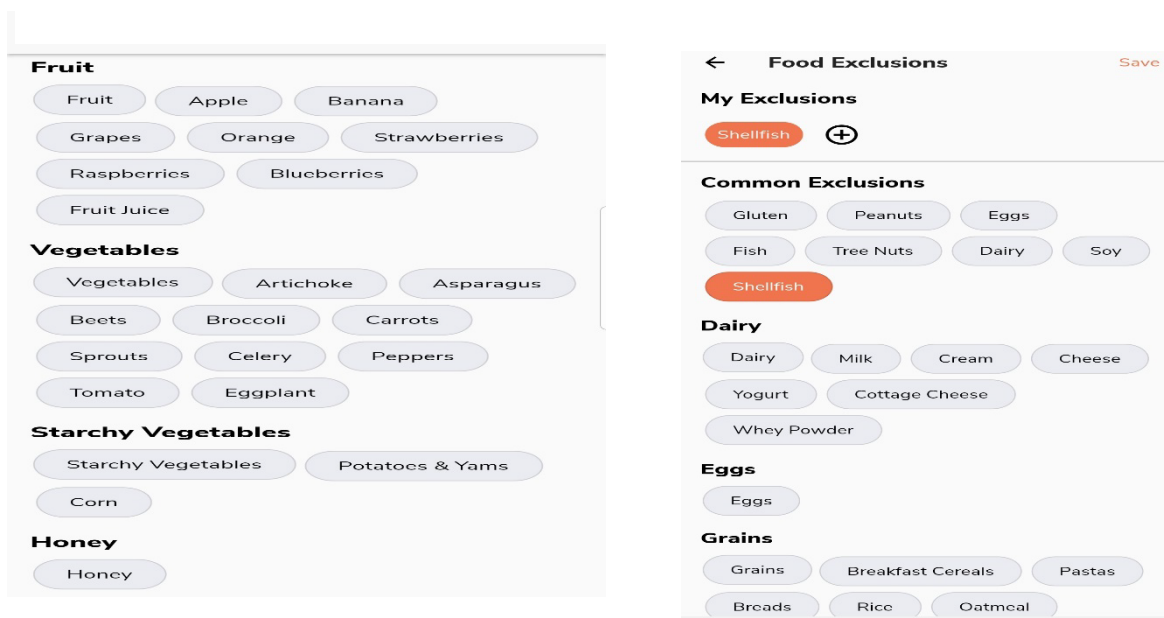 Fruit
Fruit Apple Banana
Grapes Orange Strawberries
Raspberries Blueberries
Fruit Juice
Vegetables
Vegetables Artichoke Asparagus
Beets Broccoli Carrots
Sprouts Celery Peppers
Tomato Eggplant
Starchy Vegetables
Starchy Vegetables Potatoes & Yams
Corn
Honey
Honey
← Food Exclusions Save
My Exclusions
Shellfish
Common Exclusions
Gluten Peanuts Eggs
Fish Tree Nuts Dairy Soy
Shellfish
Dairy
Dairy Milk Cream Cheese
Yogurt Cottage Cheese
Whey Powder
Eggs
Eggs
Grains
Grains Breakfast Cereals Pastas
Breads Rice Oatmeal